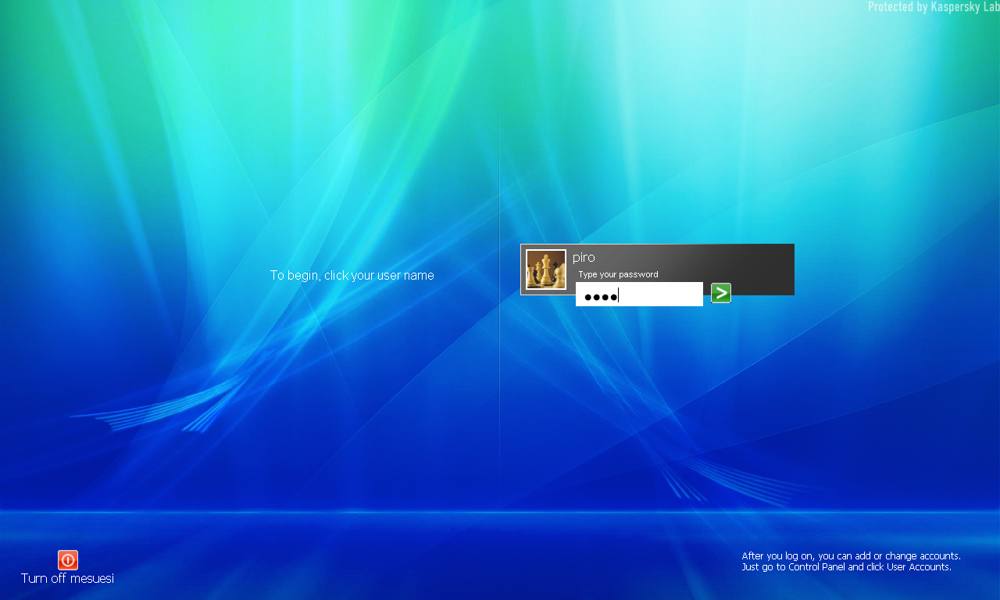 Protected by Kaspersky Lab
piro
Type your password
To begin, click your user name
Turn off mesuesi
After you log on, you can add or change accounts.
Just go to Control Panel and click User Accounts.